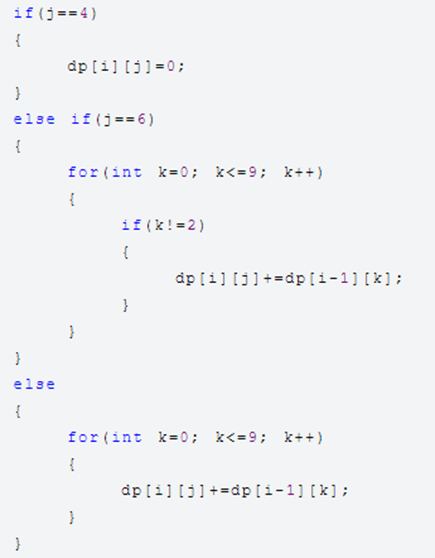 if(j==4)
{
dp[i][j]=0;
}
else if(j==6)
{
for(int k=0; k<=9; k++)
{
if(k!=2)
{
dp[i][j]+=dp[i-1][k];
}
}
}
else
{
for(int k=0; k<=9; k++)
{
dp[i][j]+=dp[i-1][k];
}
}